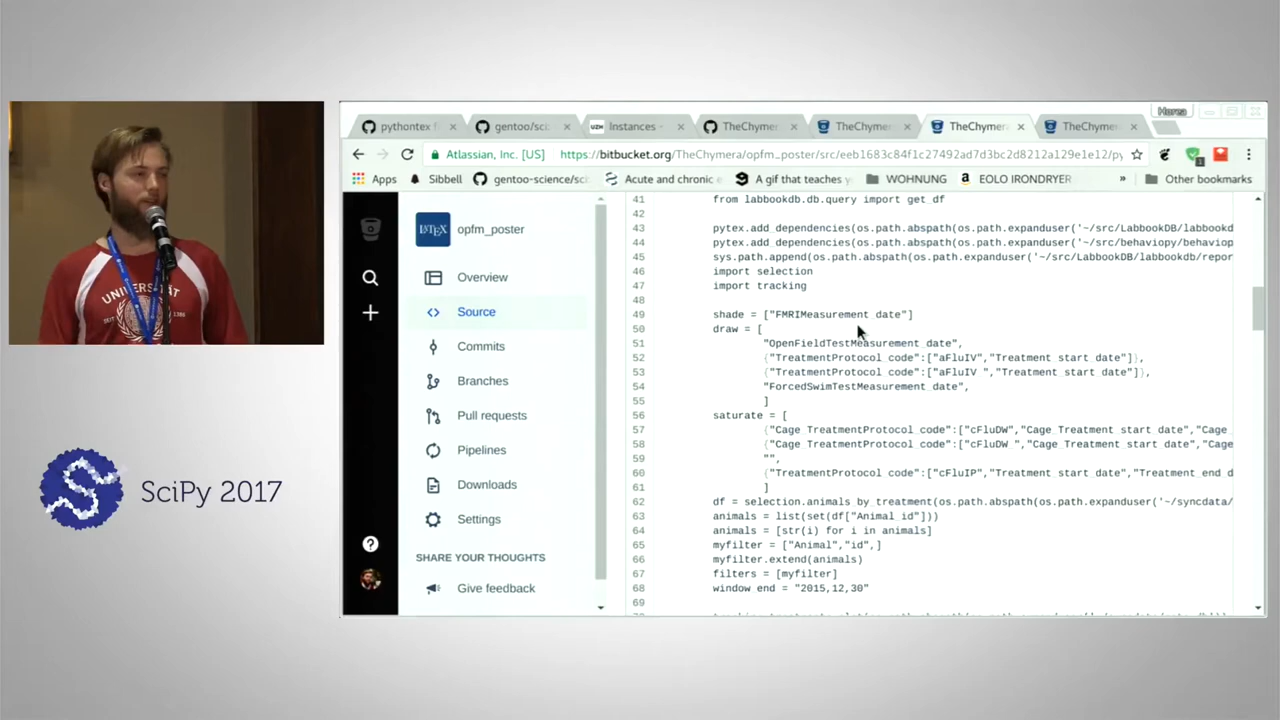 UNIVERSITÄT
1386
SciPy 2017
Horea
pythontex f
gentoo/sci
UZH Instances -
TheChymer
TheChyme
TheChymer
TheChyme
Atlassian, Inc. [US]
https://bitbucket.org/TheChymera/opfm_poster/src/eeb1683c84f1c27492ad7d3bc2d8212a129e1e12/py
Apps
Sibbell
gentoo-science/sci
Acute and chronic e
A gif that teaches y
WOHNUNG
EOLO IRONDRYER
»
Other bookmarks
LATEX
opfm_poster
Overview
Source
Commits
Branches
Pull requests
Pipelines
Downloads
Settings
SHARE YOUR THOUGHTS
Give feedback
41 from labbookdb.db.query import get_df
42
43 pytex.add_dependencies(os.path.abspath(os.path.expanduser('~/src/LabbookDB/labbookd
44 pytex.add_dependencies(os.path.abspath(os.path.expanduser('~/src/behaviopy/behaviop
45 sys.path.append(os.path.abspath(os.path.expanduser('~/src/LabbookDB/labbookdb/repor
46 import selection
47 import tracking
48
49 shade = ["FMRIMeasurement_date"]
50 draw = [
51 "OpenFieldTestMeasurement_date",
52 {"TreatmentProtocol_code":["aFluIV","Treatment_start_date"]},
53 {"TreatmentProtocol_code":["aFluIV_","Treatment_start_date"]},
54 "ForcedSwimTestMeasurement_date",
55 ]
56 saturate = [
57 {"Cage_TreatmentProtocol_code":["cFluDW","Cage_Treatment_start_date","Cage_
58 {"Cage_TreatmentProtocol_code":["cFluDW_","Cage_Treatment_start_date","Cage
59 "",
60 {"TreatmentProtocol_code":["cFluIP","Treatment_start_date","Treatment_end_d
61 ]
62 df = selection.animals_by_treatment(os.path.abspath(os.path.expanduser('~/syncdata/
63 animals = list(set(df["Animal_id"]))
64 animals = [str(i) for i in animals]
65 myfilter = ["Animal","id",]
66 myfilter.extend(animals)
67 filters = [myfilter]
68 window_end = "2015,12,30"
69